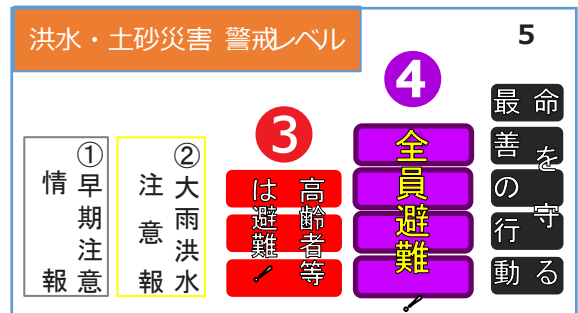 洪水・土砂災害 警戒レベル
①早期注意
情報
②大雨洪水
注意報
3
高齢者等
は避難!
4
全員避難!
5
命を守る
最善の行動